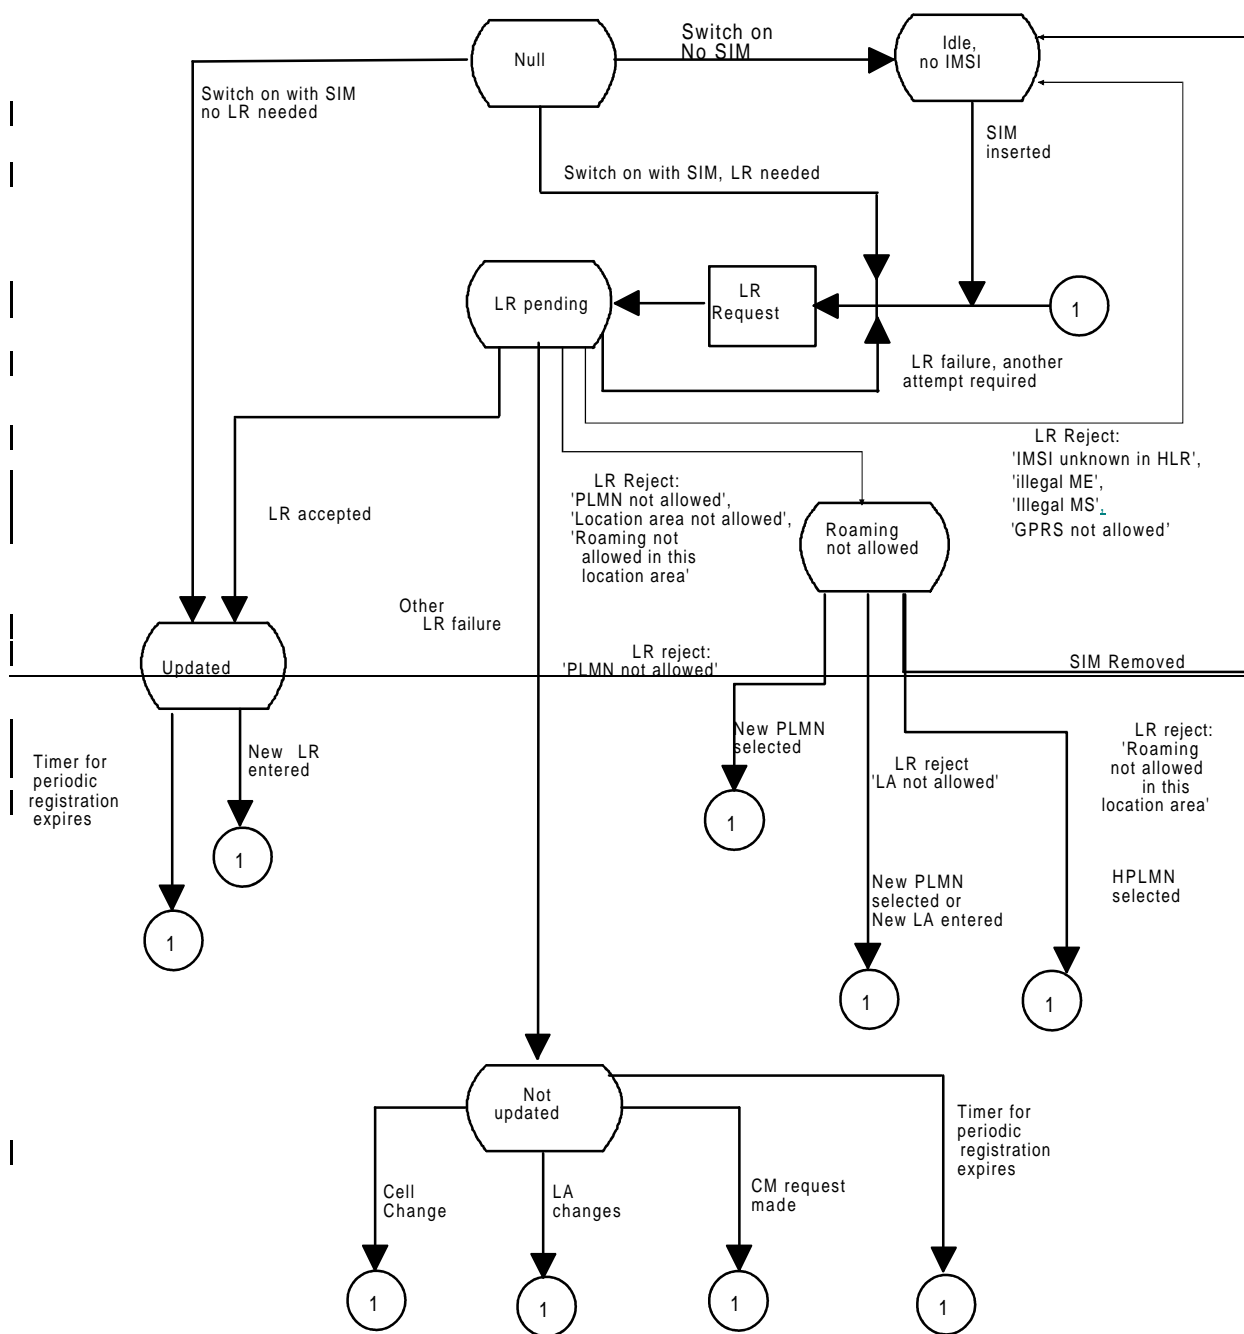 Switch on
No SIM
Null
Idle,
no IMSI
Switch on with SIM
no LR needed
SIM
inserted
Switch on with SIM, LR needed
LR pending
LR
Request
1
LR failure, another
attempt required
LR Reject:
'IMSI unknown in HLR',
'illegal ME',
'Illegal MS',
'GPRS not allowed'
LR Reject:
'PLMN not allowed',
'Location area not allowed',
'Roaming not
allowed in this
location area'
LR accepted
Roaming
not allowed
Other
LR failure
Updated
LR reject:
'PLMN not allowed'
SIM Removed
New PLMN
selected
LR reject
'LA not allowed'
LR reject:
'Roaming
not allowed
in this
location area'
Timer for
periodic
registration
expires
New LR
entered
1
1
1
New PLMN
selected or
New LA entered
HPLMN
selected
1
1
Not
updated
Timer for
periodic
registration
expires
Cell
Change
LA
changes
CM request
made
1
1
1
1